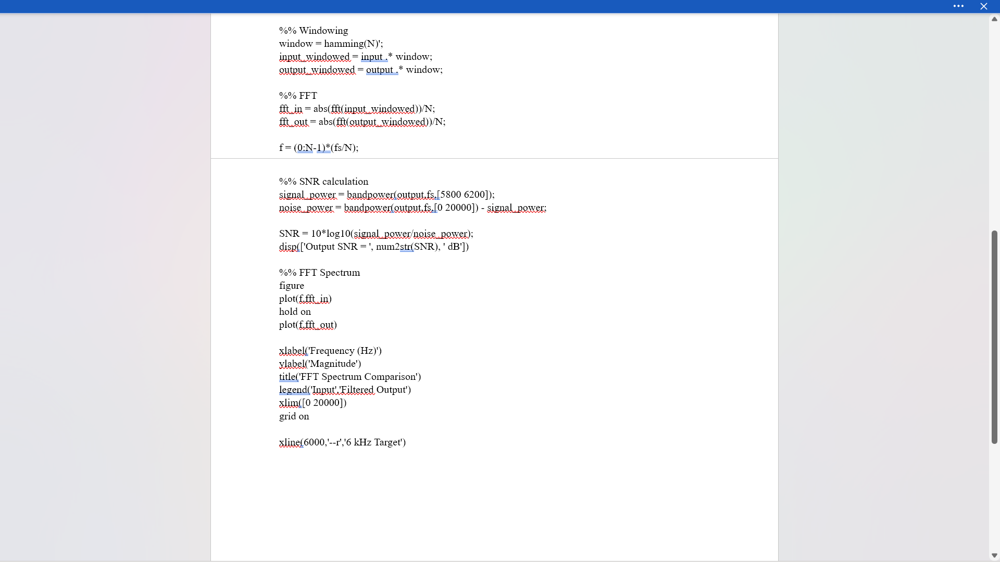 %% Windowing
window = hamming(N)';
input_windowed = input .* window;
output_windowed = output .* window;
%% FFT
fft_in = abs(fft(input_windowed))/N;
fft_out = abs(fft(output_windowed))/N;
f = (0:N-1)*(fs/N);
%% SNR calculation
signal_power = bandpower(output,fs,[5800 6200]);
noise_power = bandpower(output,fs,[0 20000]) - signal_power;
SNR = 10*log10(signal_power/noise_power);
disp(['Output SNR = ', num2str(SNR), ' dB'])
%% FFT Spectrum
figure
plot(f,fft_in)
hold on
plot(f,fft_out)
xlabel('Frequency (Hz)')
ylabel('Magnitude')
title('FFT Spectrum Comparison')
legend('Input','Filtered Output')
xlim([0 20000])
grid on
xline(6000,'--r','6 kHz Target')